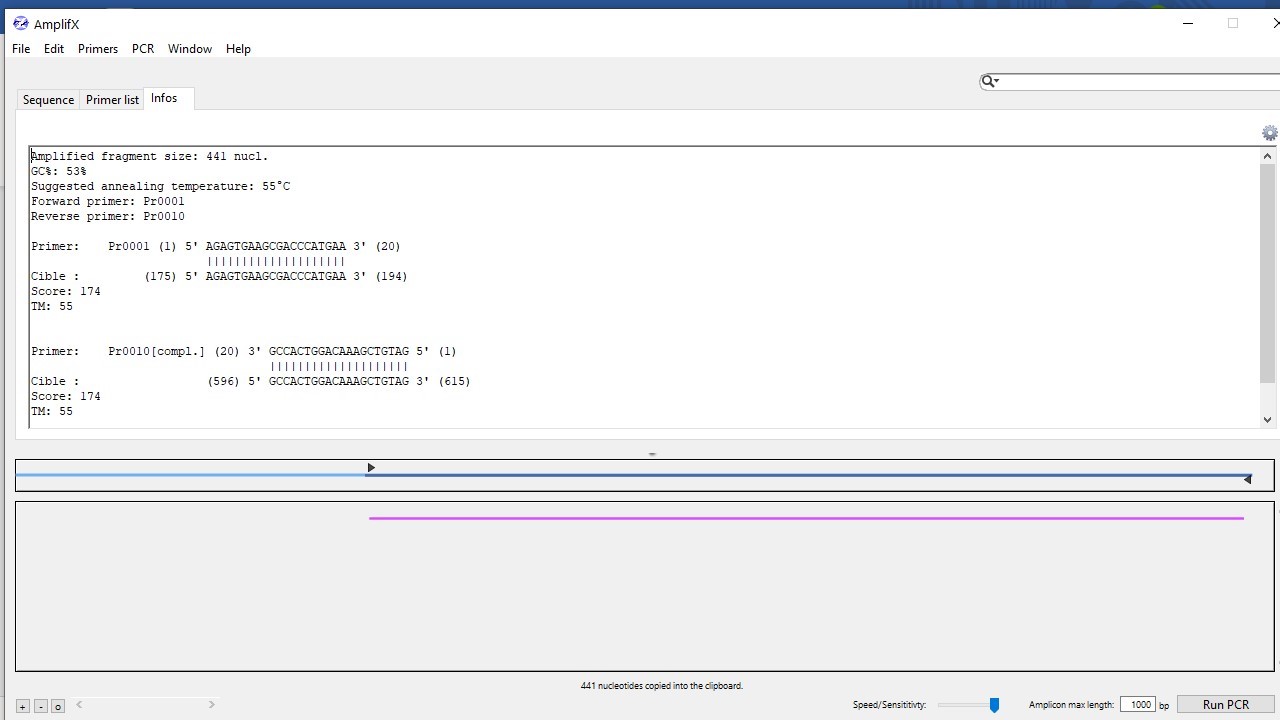 AmplifX
File Edit Primers PCR Window Help
Sequence Primer list Infos
Amplified fragment size: 441 nucl.
GC%: 53%
Suggested annealing temperature: 55°C
Forward primer: Pr0001
Reverse primer: Pr0010
Primer: Pr0001 (1) 5' AGAGTGAAGCGACCCATGAA 3' (20)
||||||||||||||||||||
Cible : (175) 5' AGAGTGAAGCGACCCATGAA 3' (194)
Score: 174
TM: 55
Primer: Pr0010[compl.] (20) 3' GCCACTGGACAAAGCTGTAG 5' (1)
||||||||||||||||||||
Cible : (596) 5' GCCACTGGACAAAGCTGTAG 3' (615)
Score: 174
TM: 55
441 nucleotides copied into the clipboard.
+ - o < > Speed/Sensititivty: Amplicon max length: 1000 bp Run PCR